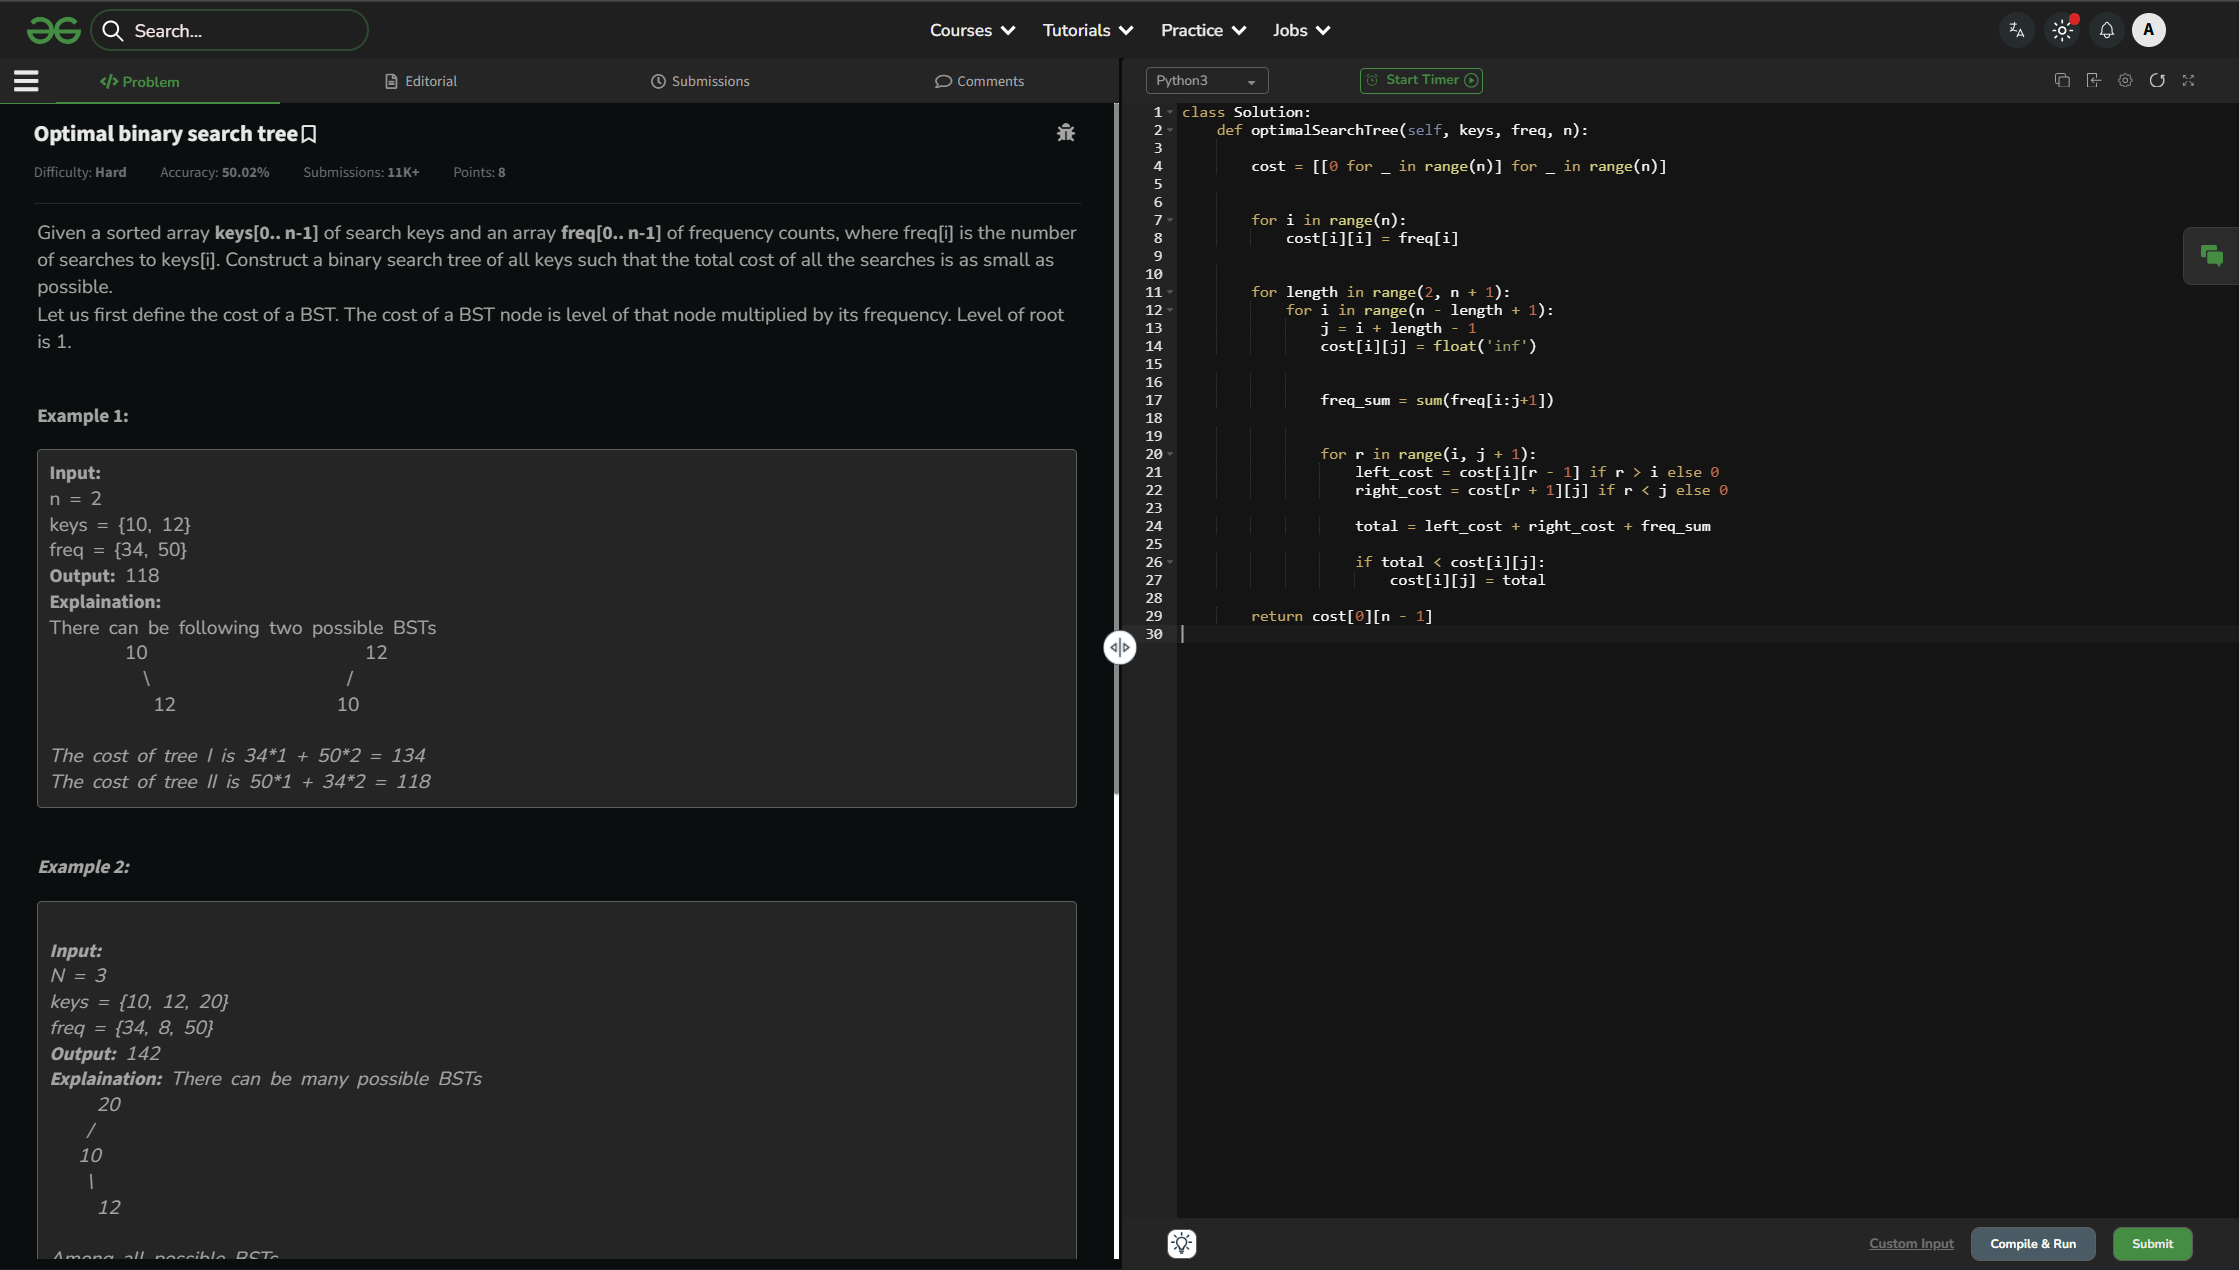 Search...
Courses
Tutorials
Practice
Jobs
A
</> Problem
Editorial
Submissions
Comments
Optimal binary search tree
Difficulty: Hard Accuracy: 50.02% Submissions: 11K+ Points: 8
Given a sorted array keys[0.. n-1] of search keys and an array freq[0.. n-1] of frequency counts, where freq[i] is the number
of searches to keys[i]. Construct a binary search tree of all keys such that the total cost of all the searches is as small as
possible.
Let us first define the cost of a BST. The cost of a BST node is level of that node multiplied by its frequency. Level of root
is 1.
Example 1:
Input:
n = 2
keys = {10, 12}
freq = {34, 50}
Output: 118
Explaination:
There can be following two possible BSTs
10 12
\ /
12 10
The cost of tree I is 34*1 + 50*2 = 134
The cost of tree II is 50*1 + 34*2 = 118
Example 2:
Input:
N = 3
keys = {10, 12, 20}
freq = {34, 8, 50}
Output: 142
Explaination: There can be many possible BSTs
20
/
10
\
12
Among all possible BSTs
Python3
Start Timer
1 class Solution:
2 def optimalSearchTree(self, keys, freq, n):
3
4 cost = [[0 for _ in range(n)] for _ in range(n)]
5
6
7 for i in range(n):
8 cost[i][i] = freq[i]
9
10
11 for length in range(2, n + 1):
12 for i in range(n - length + 1):
13 j = i + length - 1
14 cost[i][j] = float('inf')
15
16
17 freq_sum = sum(freq[i:j+1])
18
19
20 for r in range(i, j + 1):
21 left_cost = cost[i][r - 1] if r > i else 0
22 right_cost = cost[r + 1][j] if r < j else 0
23
24 total = left_cost + right_cost + freq_sum
25
26 if total < cost[i][j]:
27 cost[i][j] = total
28
29 return cost[0][n - 1]
30
Custom Input
Compile & Run
Submit